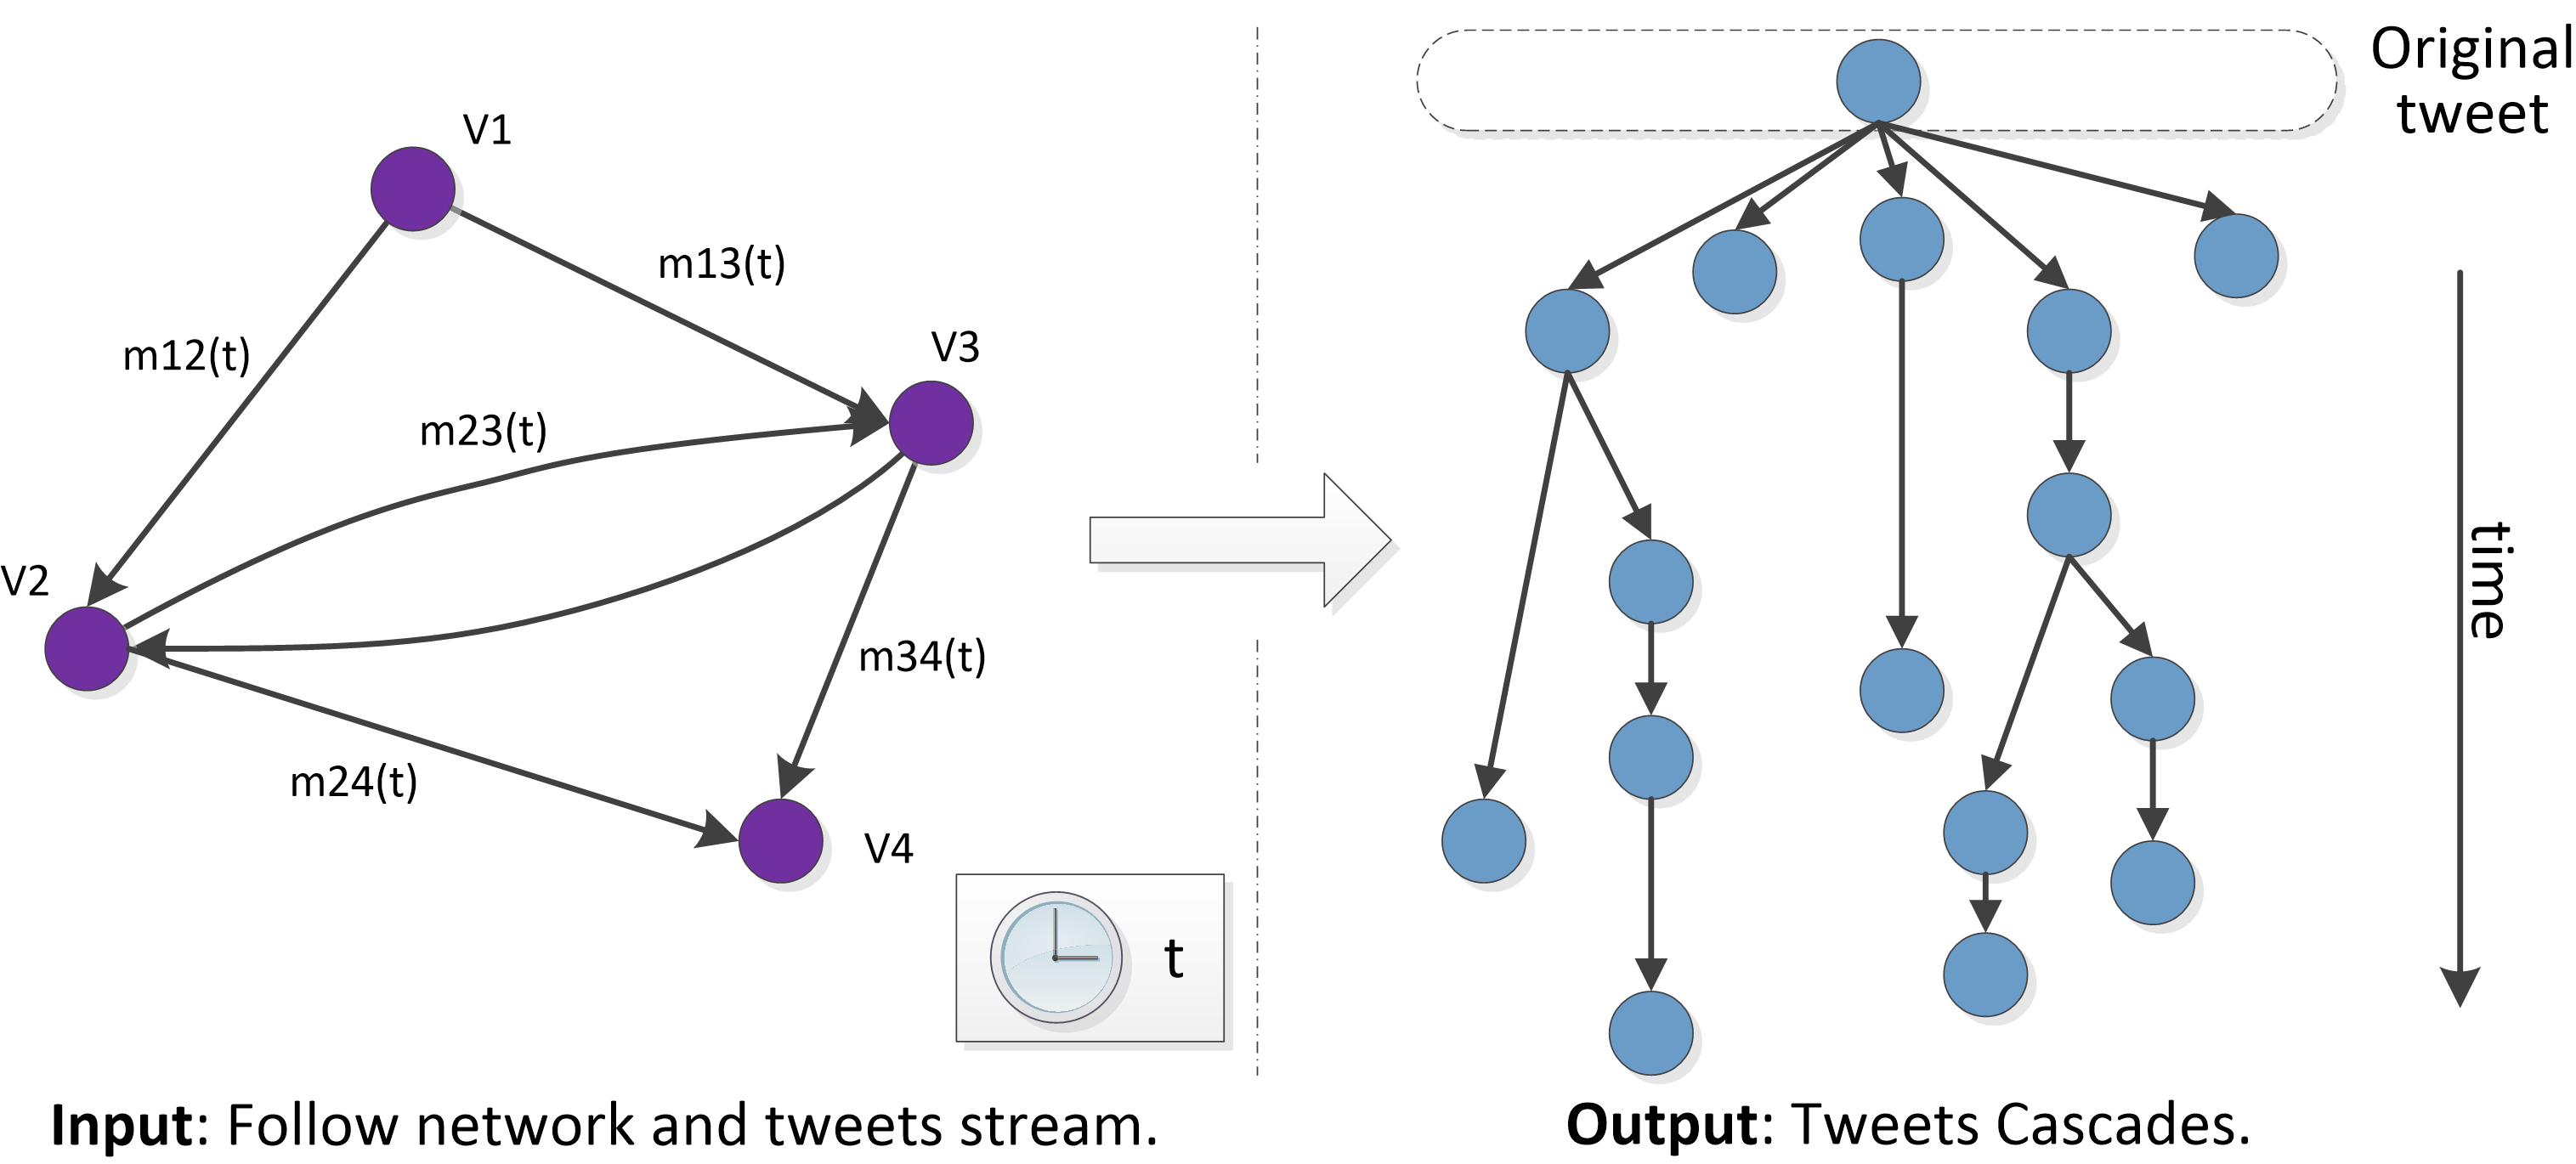 V1
m13(t)
m12(t)
V3
m23(t)
V2
m34(t)
m24(t)
V4
t
Input: Follow network and tweets stream.
Original
tweet
time
Output: Tweets Cascades.